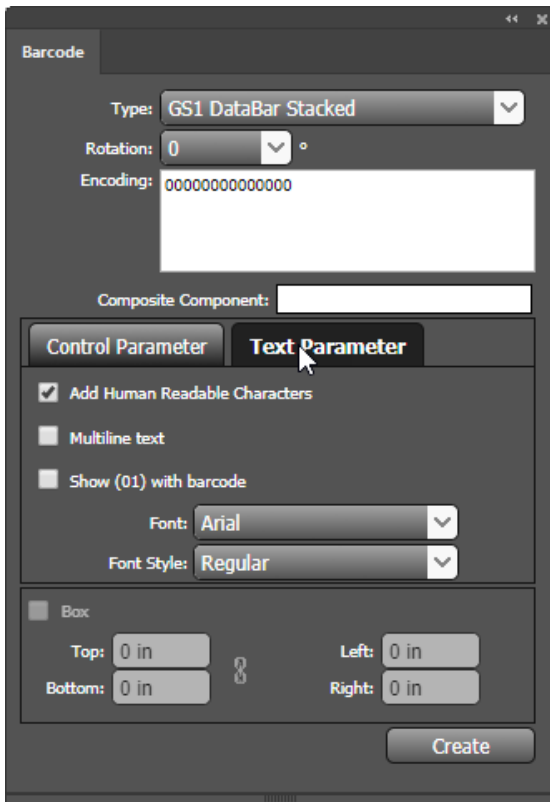 Barcode
Type: GS1 DataBar Stacked
Rotation: 0 °
Encoding: 00000000000000
Composite Component:
Control Parameter Text Parameter
Add Human Readable Characters
Multiline text
Show (01) with barcode
Font: Arial
Font Style: Regular
Box
Top: 0 in Left: 0 in
Bottom: 0 in Right: 0 in
Create